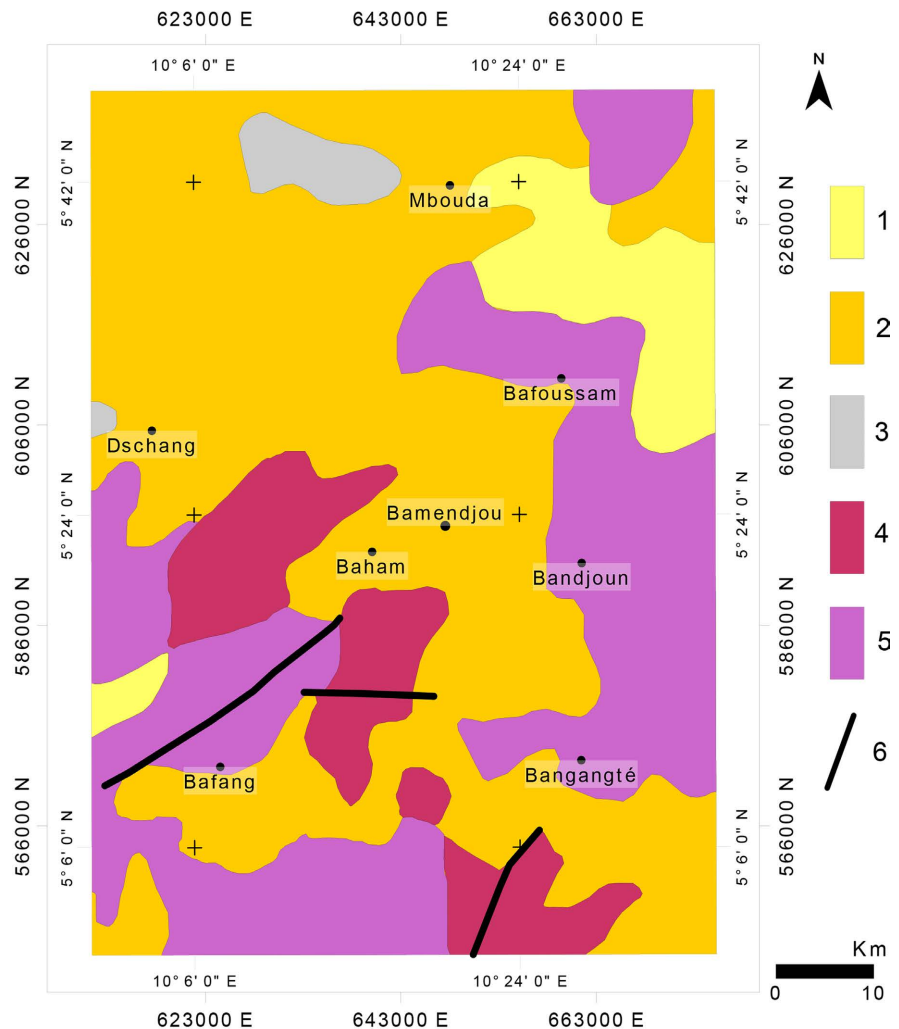 623000 E 643000 E 663000 E
10° 6' 0" E 10° 24' 0" E
N
5° 42' 0" N
626000 N
5° 42' 0" N
626000 N
Mbouda
1
2
Bafoussam
606000 N
606000 N
3
Dschang
5° 24' 0" N
5° 24' 0" N
Bamendjou
4
Baham
Bandjoun
586000 N
586000 N
5
Bafang
Bangangté
6
566000 N
5° 6' 0" N
5° 6' 0" N
566000 N
Km
0 10
10° 6' 0" E 10° 24' 0" E
623000 E 643000 E 663000 E